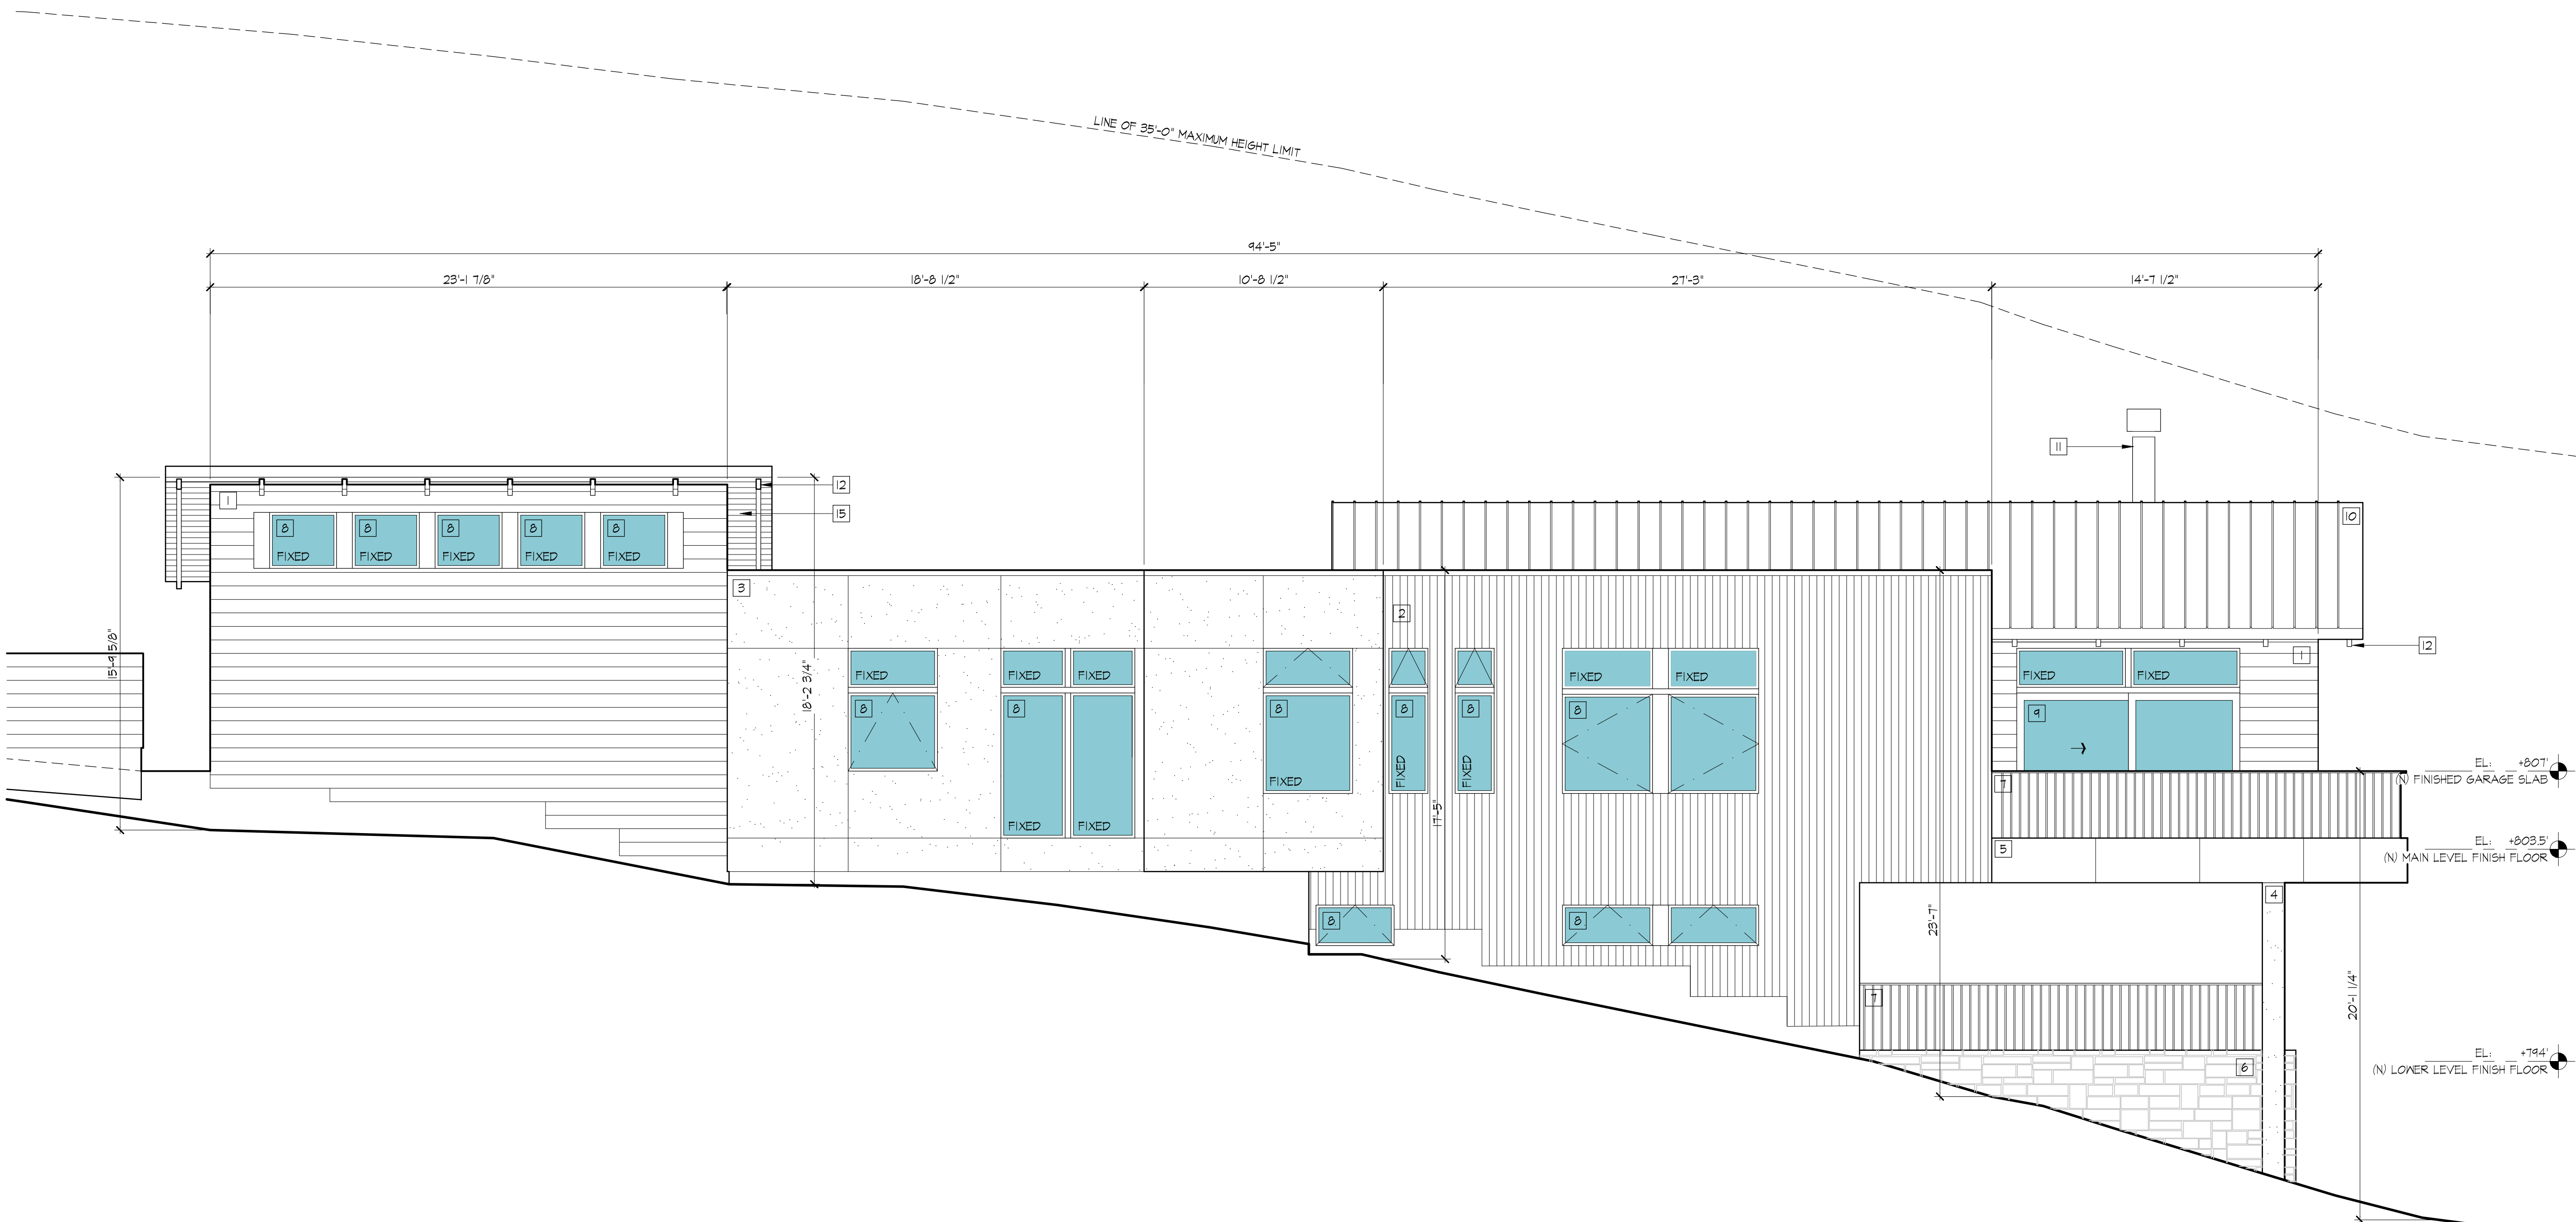 LINE OF 35'-0" MAXIMUM HEIGHT LIMIT
94'-5"
23'-1 7/8"
18'-8 1/2"
10'-8 1/2"
27'-3"
14'-7 1/2"
11
12
15
1
8
8
8
8
8
FIXED
FIXED
FIXED
FIXED
FIXED
10
3
2
15'-9 5/8"
18'-2 3/4"
17'-5"
23'-7"
20'-1 1/4"
FIXED
FIXED
FIXED
8
8
FIXED
FIXED
8
FIXED
8
FIXED
8
FIXED
FIXED
FIXED
8
1
12
FIXED
FIXED
9
7
5
4
8
8
7
6
EL: +807'
(N) FINISHED GARAGE SLAB
EL: +803.5'
(N) MAIN LEVEL FINISH FLOOR
EL: +794'
(N) LOWER LEVEL FINISH FLOOR